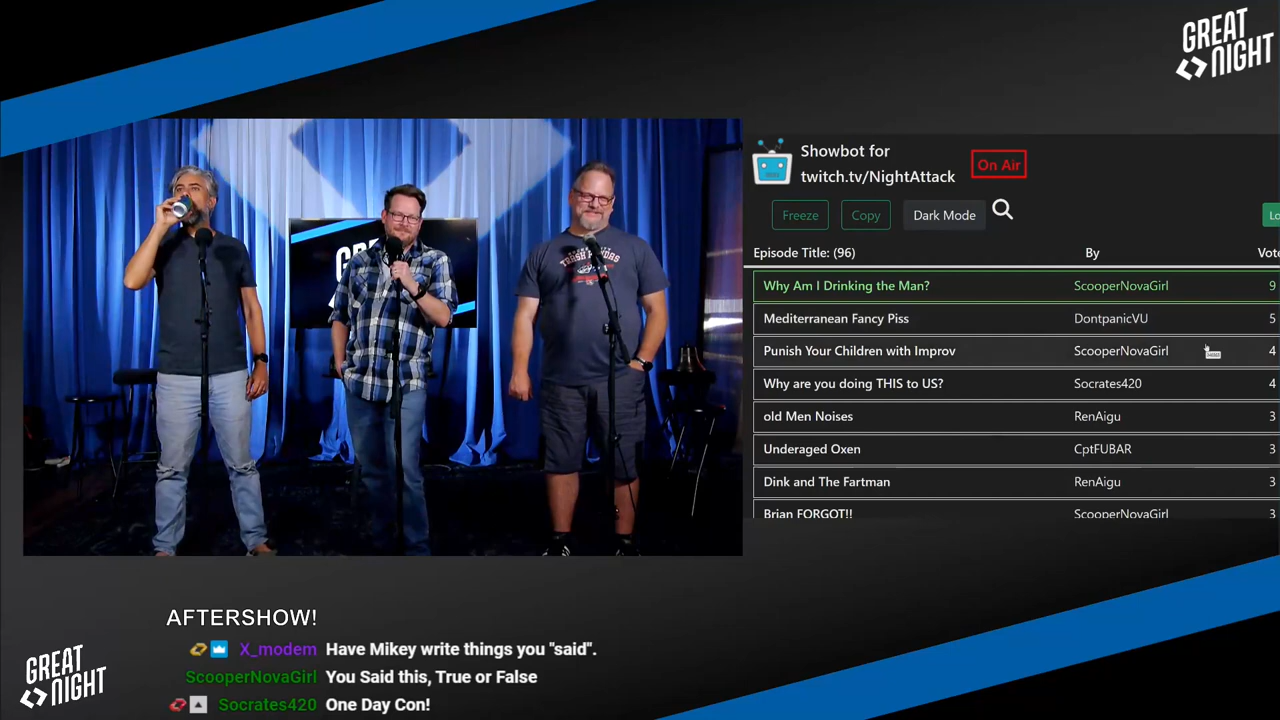 GREAT
NIGHT
Showbot for
twitch.tv/NightAttack
On Air
Freeze
Copy
Dark Mode
Episode Title: (96)
By
Why Am I Drinking the Man?
ScooperNovaGirl
9
Mediterranean Fancy Piss
DontpanicVU
5
Punish Your Children with Improv
ScooperNovaGirl
4
Why are you doing THIS to US?
Socrates420
4
old Men Noises
RenAigu
3
Underaged Oxen
CptFUBAR
3
Dink and The Fartman
RenAigu
3
Brian FORGOT!!
ScooperNovaGirl
3
TRASH PANDAS
AFTERSHOW!
X_modem Have Mikey write things you "said".
ScooperNovaGirl You Said this, True or False
Socrates420 One Day Con!
GREAT
NIGHT